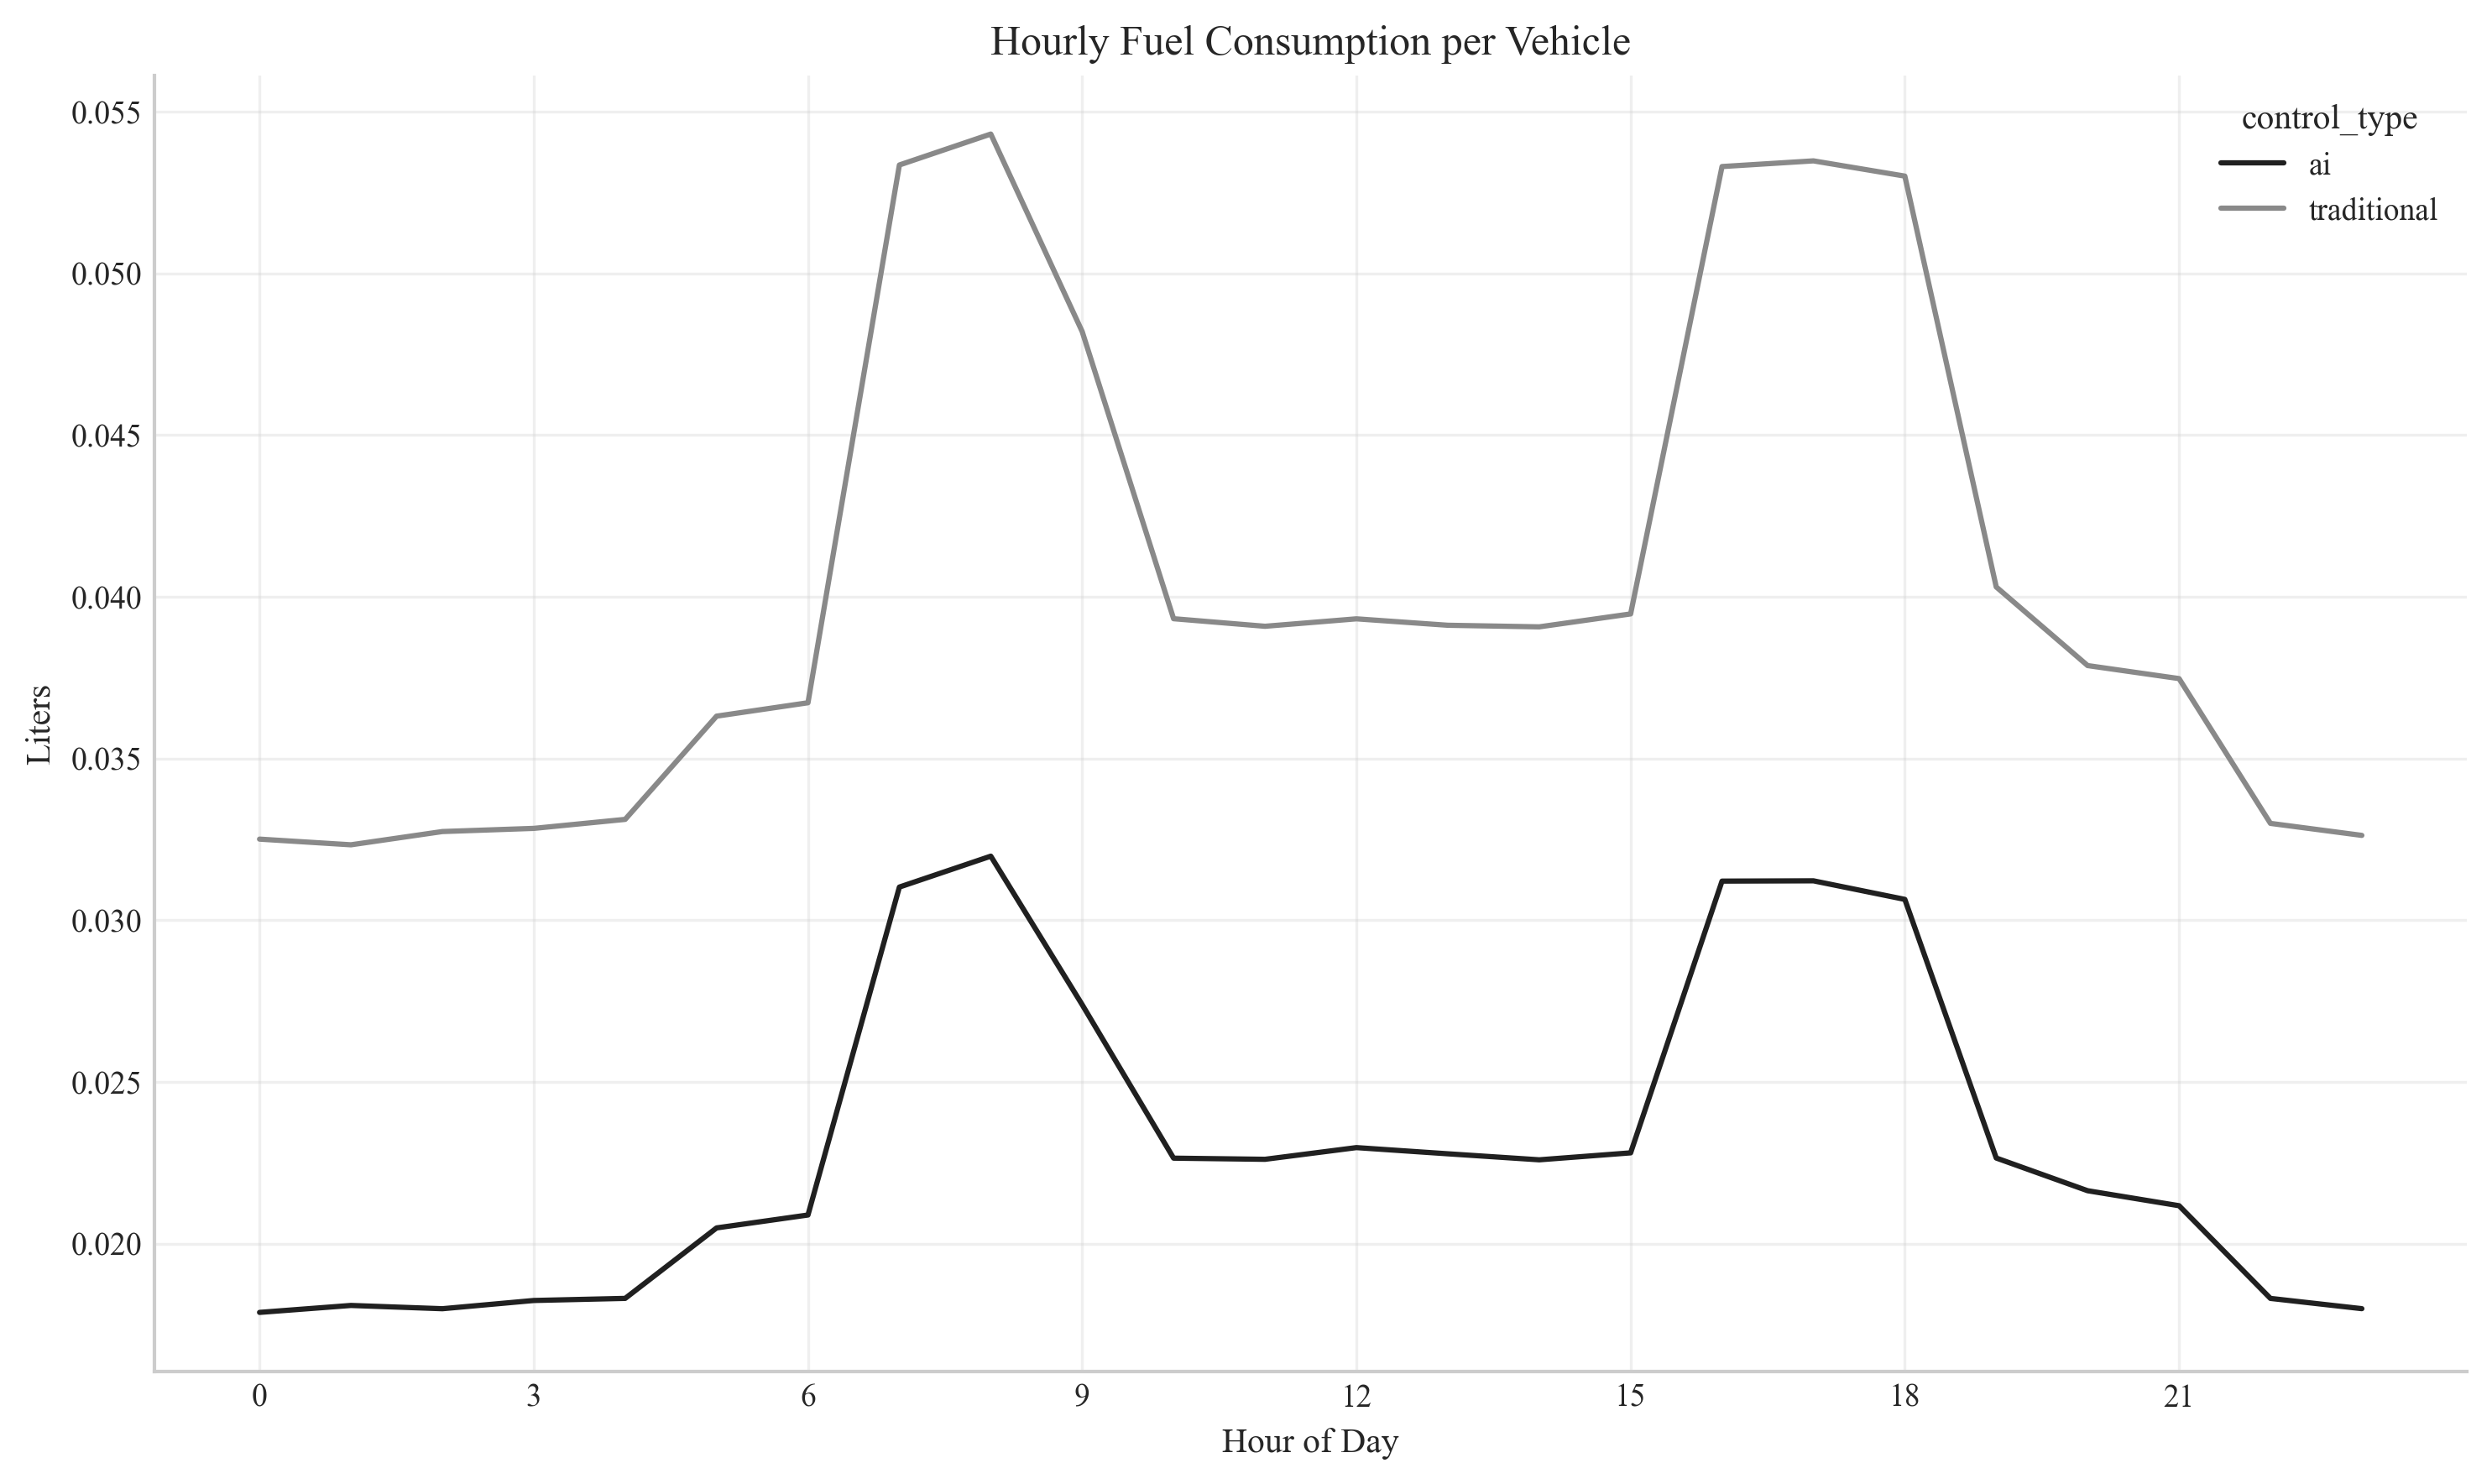 Hourly Fuel Consumption per Vehicle
control_type
ai
traditional
0.055
0.050
0.045
0.040
0.035
0.030
0.025
0.020
Liters
0 3 6 9 12 15 18 21
Hour of Day